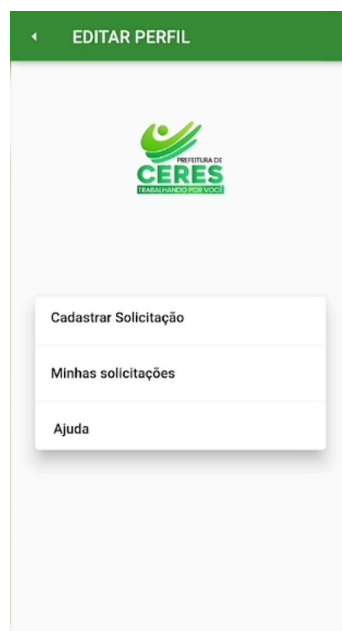 EDITAR PERFIL
PREFEITURA DE
CERES
TRABALHANDO POR VOCÊ
Cadastrar Solicitação
Minhas solicitações
Ajuda